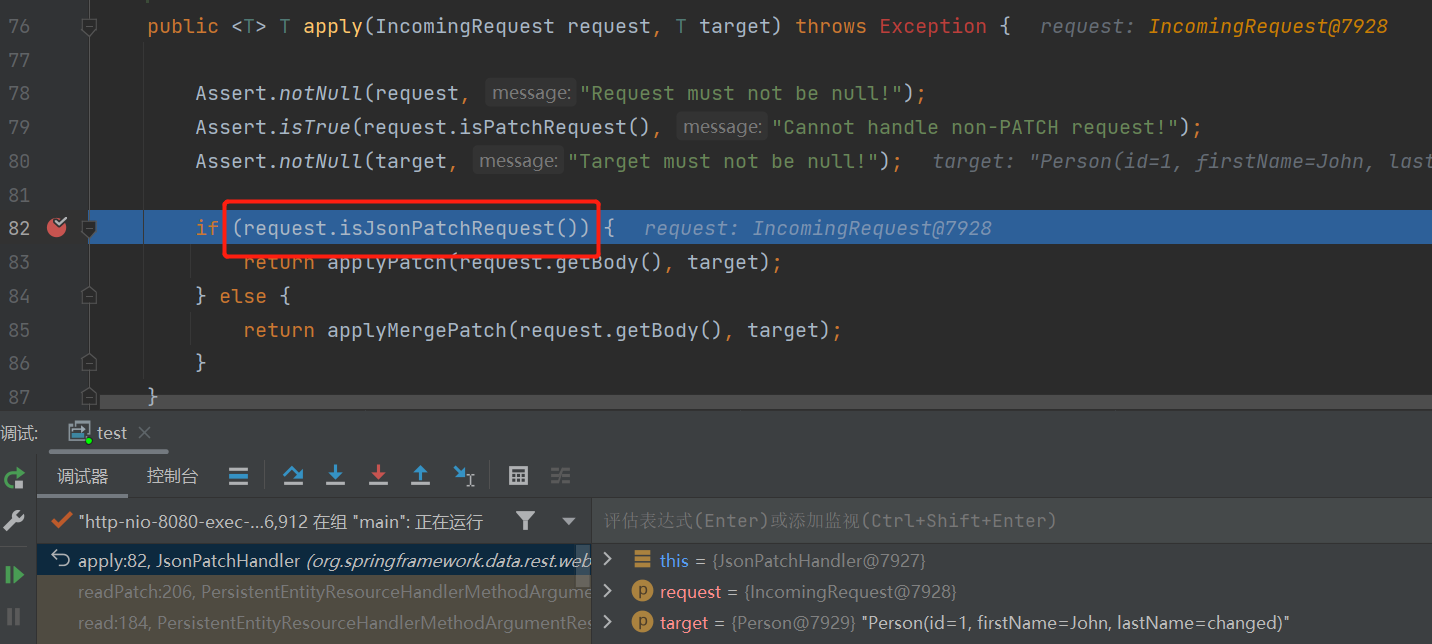 76 public <T> T apply(IncomingRequest request, T target) throws Exception { request: IncomingRequest@7928
77
78 Assert.notNull(request, message: "Request must not be null!");
79 Assert.isTrue(request.isPatchRequest(), message: "Cannot handle non-PATCH request!");
80 Assert.notNull(target, message: "Target must not be null!"); target: "Person(id=1, firstName=John, last
81
82 if (request.isJsonPatchRequest()) { request: IncomingRequest@7928
83 return applyPatch(request.getBody(), target);
84 } else {
85 return applyMergePatch(request.getBody(), target);
86 }
87 }
调试: test
调试器 控制台
"http-nio-8080-exec-...6,912 在组 "main": 正在运行
评估表达式(Enter)或添加监视(Ctrl+Shift+Enter)
apply:82, JsonPatchHandler (org.springframework.data.rest.web
this = {JsonPatchHandler@7927}
readPatch:206, PersistentEntityResourceHandlerMethodArgume
request = {IncomingRequest@7928}
read:184, PersistentEntityResourceHandlerMethodArgumentRes
target = {Person@7929} "Person(id=1, firstName=John, lastName=changed)"